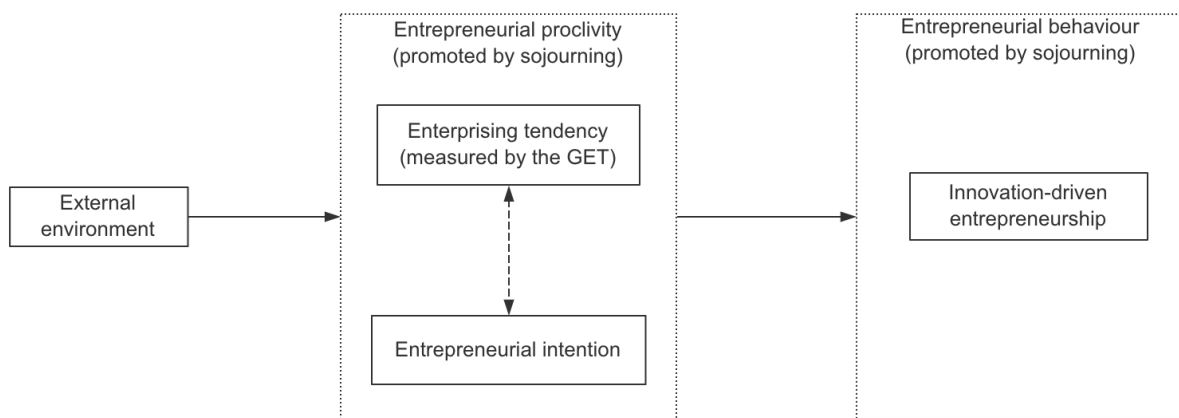 Entrepreneurial proclivity
(promoted by sojourning)
Enterprising tendency
(measured by the GET)
Entrepreneurial intention
External
environment
Entrepreneurial behaviour
(promoted by sojourning)
Innovation-driven
entrepreneurship